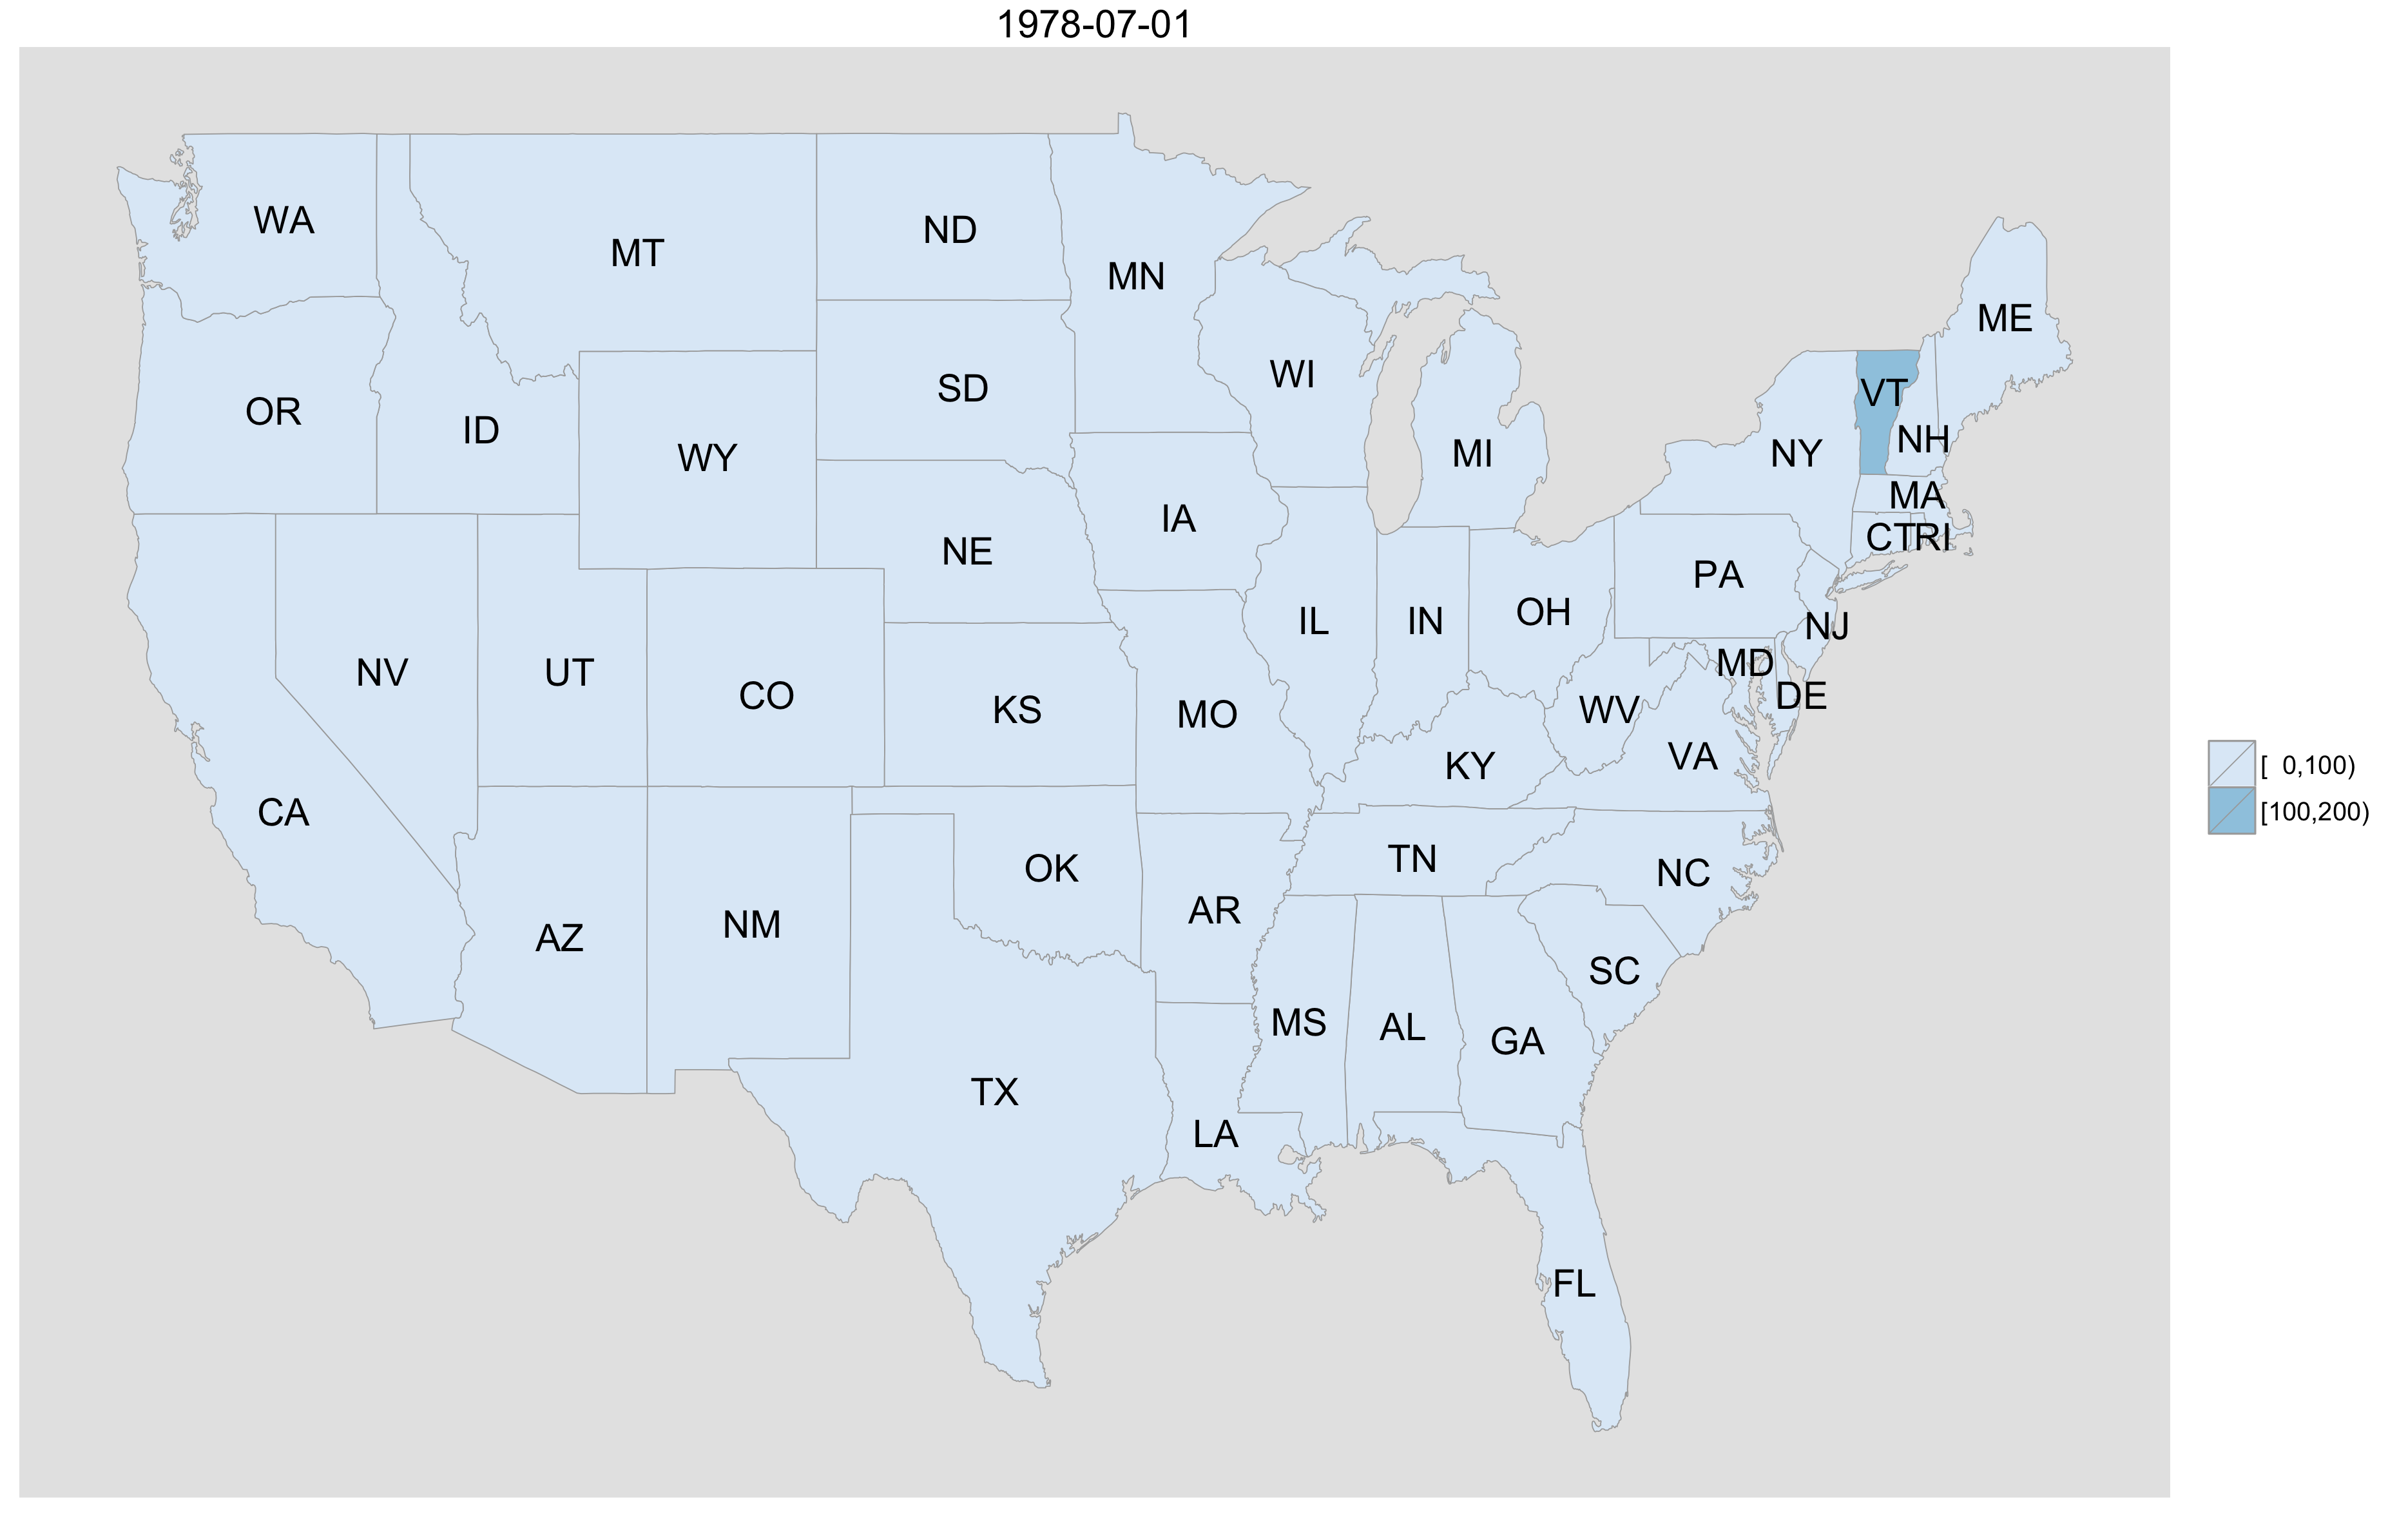 1978-07-01
WA
MT
ND
MN
ME
OR
ID
WY
SD
WI
MI
NY
VT
NH
MA
CT
RI
IA
NE
PA
NJ
NV
UT
CO
KS
MO
IL
IN
OH
MD
DE
WV
VA
KY
[  0,100)
[100,200)
CA
AZ
NM
OK
AR
TN
NC
SC
TX
LA
MS
AL
GA
FL